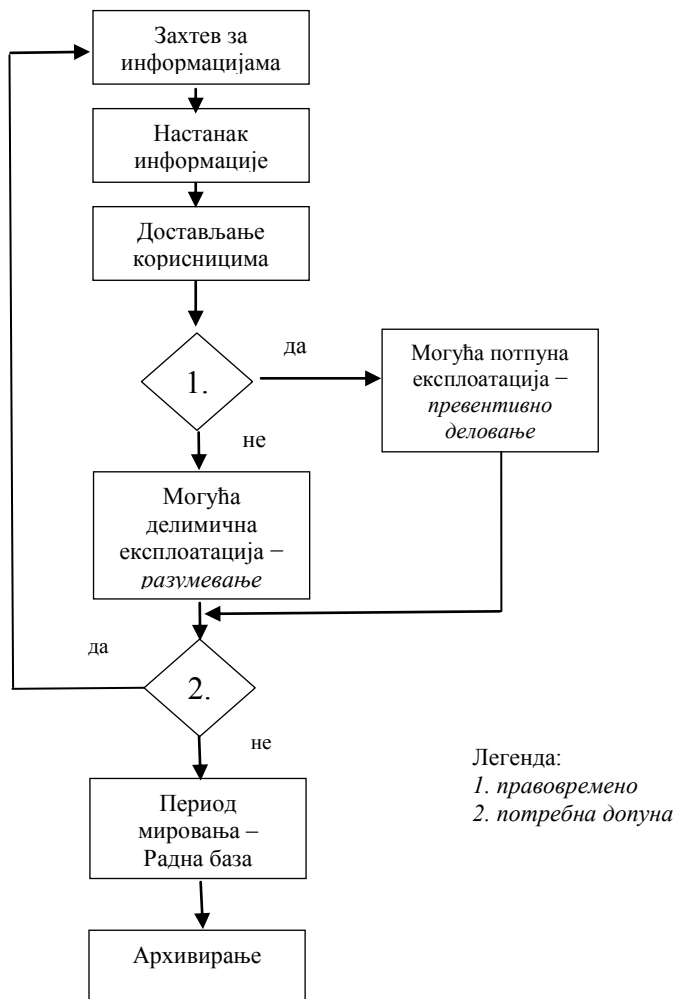 Захтев за
информацијама
Настанак
информације
Достављање
корисницима
1.
да
Могућа потпуна
експлоатација −
превентивно
деловање
не
Могућа
делимична
експлоатација −
разумевање
да
2.
не
Легенда:
1. правовремено
2. потребна допуна
Период
мировања –
Радна база
Архивирање